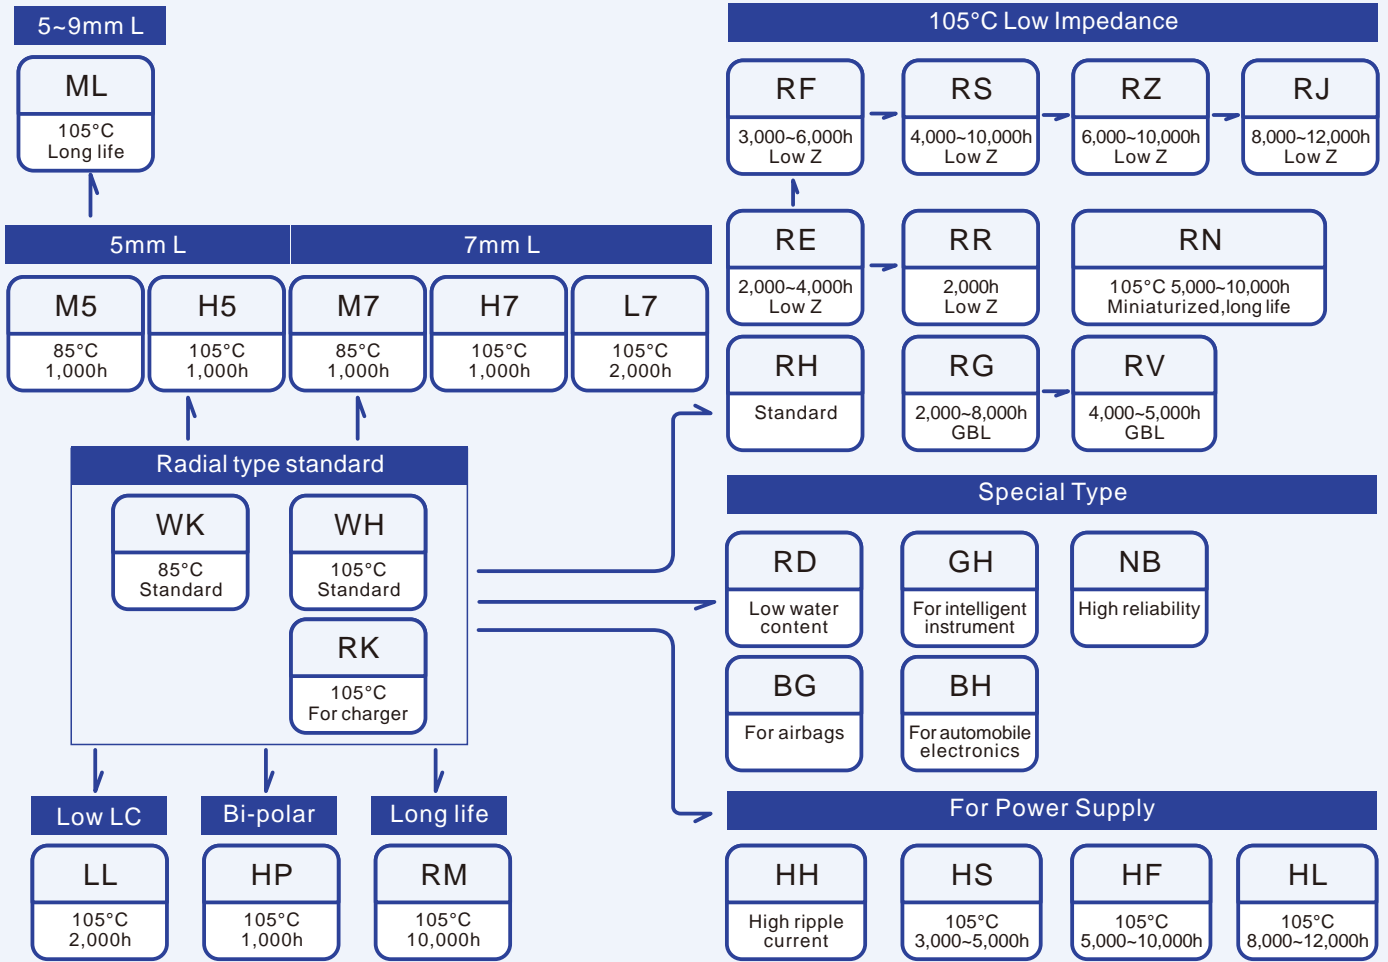 5~9mm L
ML
105°C
Long life
5mm L
7mm L
M5
85°C
1,000h
H5
105°C
1,000h
M7
85°C
1,000h
H7
105°C
1,000h
L7
105°C
2,000h
Radial type standard
WK
85°C
Standard
WH
105°C
Standard
RK
105°C
For charger
Low LC
LL
105°C
2,000h
Bi-polar
HP
105°C
1,000h
Long life
RM
105°C
10,000h
105°C Low Impedance
RF
3,000~6,000h
Low Z
RS
4,000~10,000h
Low Z
RZ
6,000~10,000h
Low Z
RJ
8,000~12,000h
Low Z
RE
2,000~4,000h
Low Z
RR
2,000h
Low Z
RN
105°C 5,000~10,000h
Miniaturized,long life
RH
Standard
RG
2,000~8,000h
GBL
RV
4,000~5,000h
GBL
Special Type
RD
Low water
content
GH
For intelligent
instrument
NB
High reliability
BG
For airbags
BH
For automobile
electronics
For Power Supply
HH
High ripple
current
HS
105°C
3,000~5,000h
HF
105°C
5,000~10,000h
HL
105°C
8,000~12,000h